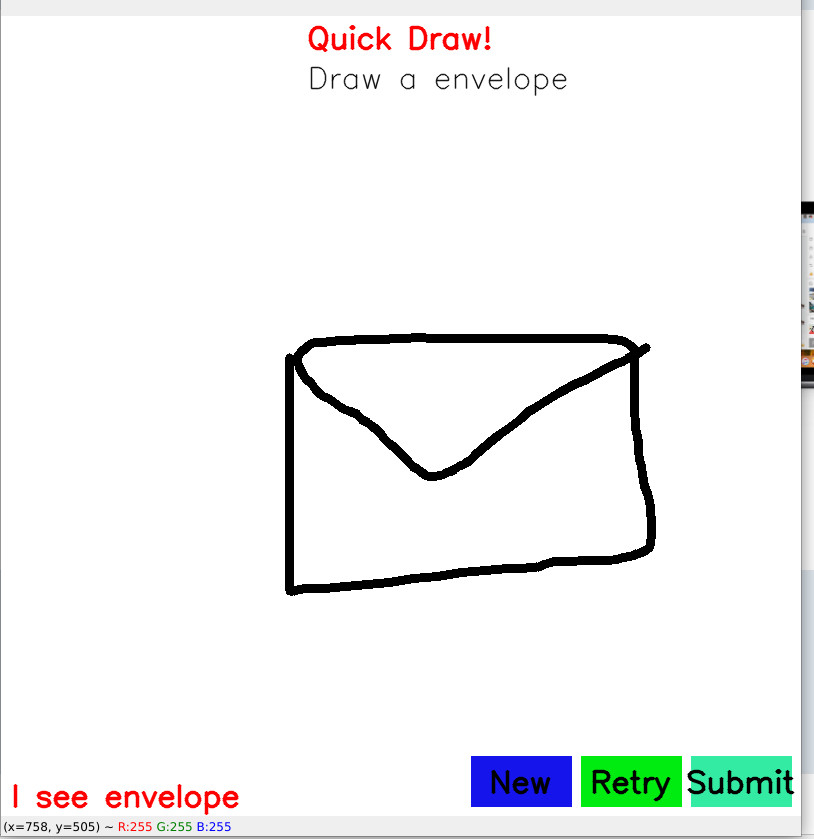 Quick Draw!
Draw a envelope
New
Retry
Submit
I see envelope
(x=758, y=505) ~ R:255 G:255 B:255